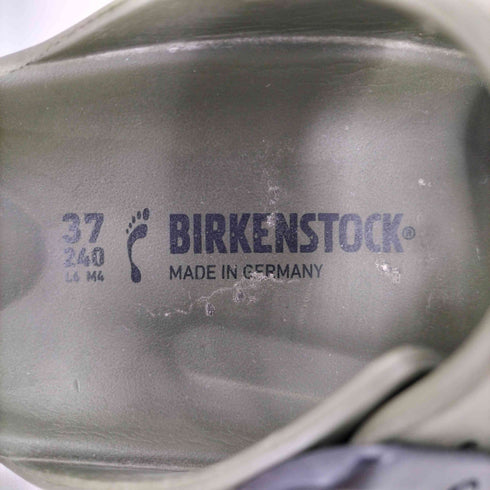 37
240
L6 M4
BIRKENSTOCK®
MADE IN GERMANY